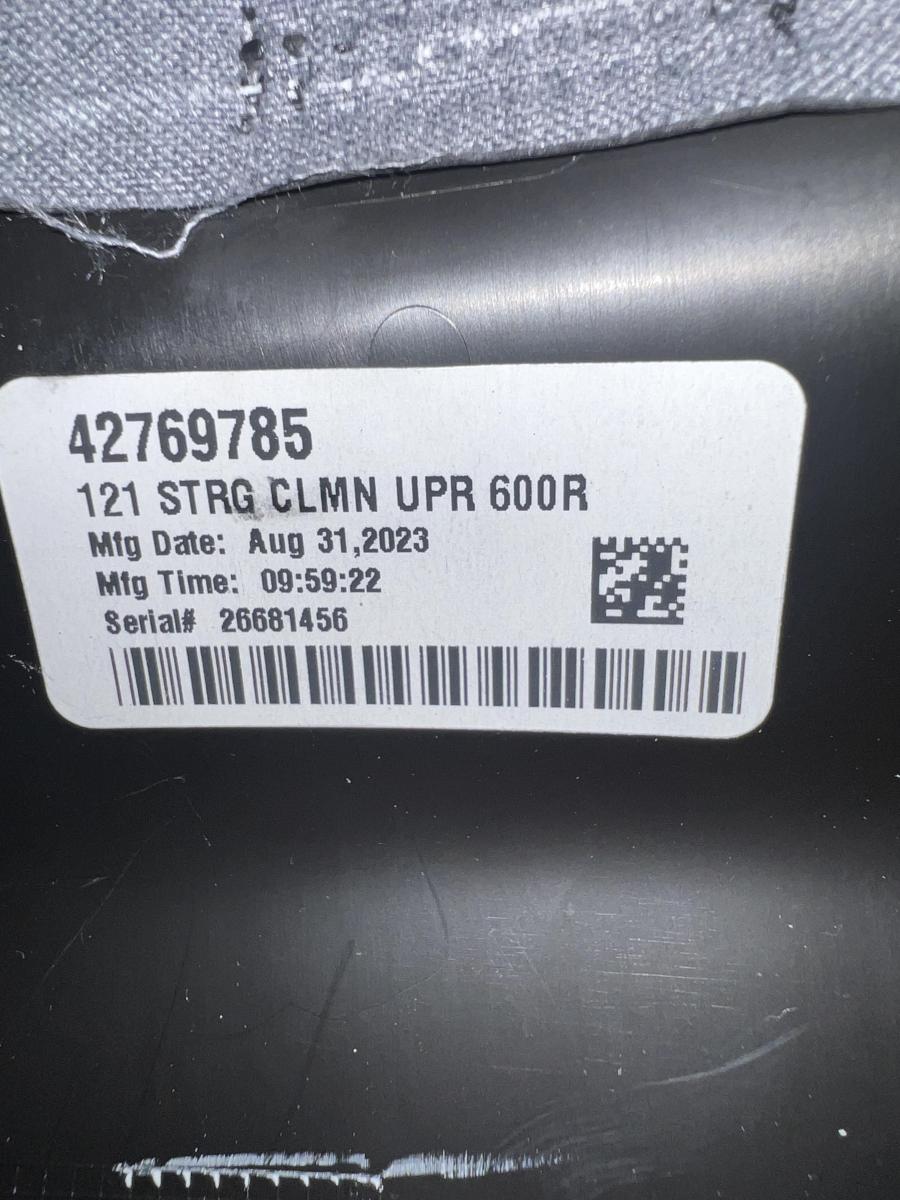 42769785
121 STRG CLMN UPR 600R
Mfg Date: Aug 31,2023
Mfg Time: 09:59:22
Serial# 26681456